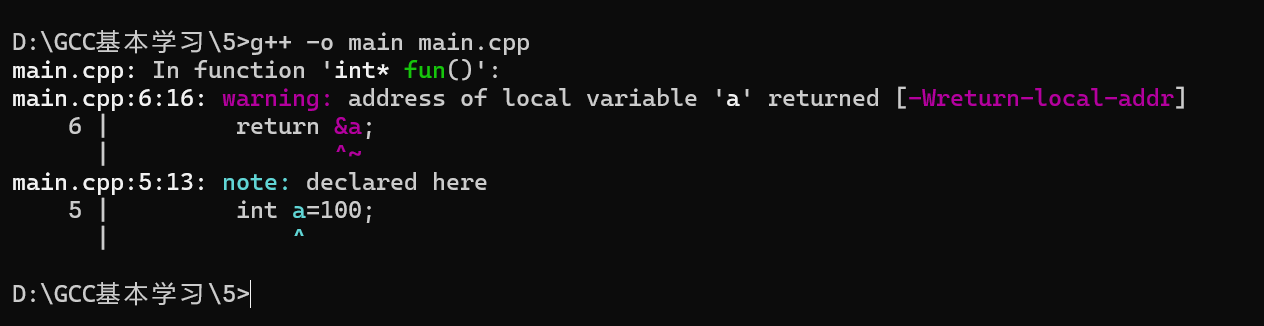 D:\GCC基本学习\5>g++ -o main main.cpp
main.cpp: In function 'int* fun()':
main.cpp:6:16: warning: address of local variable 'a' returned [-Wreturn-local-addr]
    6 |         return &a;
      |                ^~
main.cpp:5:13: note: declared here
    5 |         int a=100;
      |             ^
D:\GCC基本学习\5>